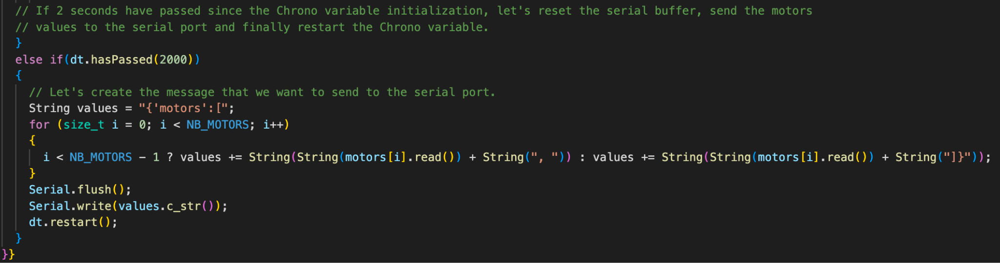 // If 2 seconds have passed since the Chrono variable initialization, let's reset the serial buffer, send the motors
// values to the serial port and finally restart the Chrono variable.
}
else if(dt.hasPassed(2000))
{
// Let's create the message that we want to send to the serial port.
String values = "{'motors':[";
for (size_t i = 0; i < NB_MOTORS; i++)
{
i < NB_MOTORS - 1 ? values += String(String(motors[i].read()) + String(", ")) : values += String(String(motors[i].read()) + String("]}"));
}
Serial.flush();
Serial.write(values.c_str());
dt.restart();
}
}}